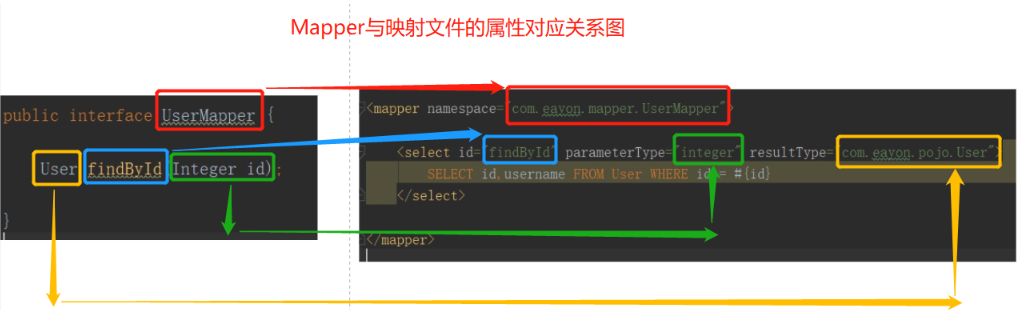 Mapper与映射文件的属性对应关系图
public interface UserMapper {
User findById(Integer id);
}
<mapper namespace="com.eavon.mapper.UserMapper">
<select id="findById" parameterType="integer" resultType="com.eavon.pojo.User">
SELECT id,username FROM User WHERE id = #{id}
</select>
</mapper>